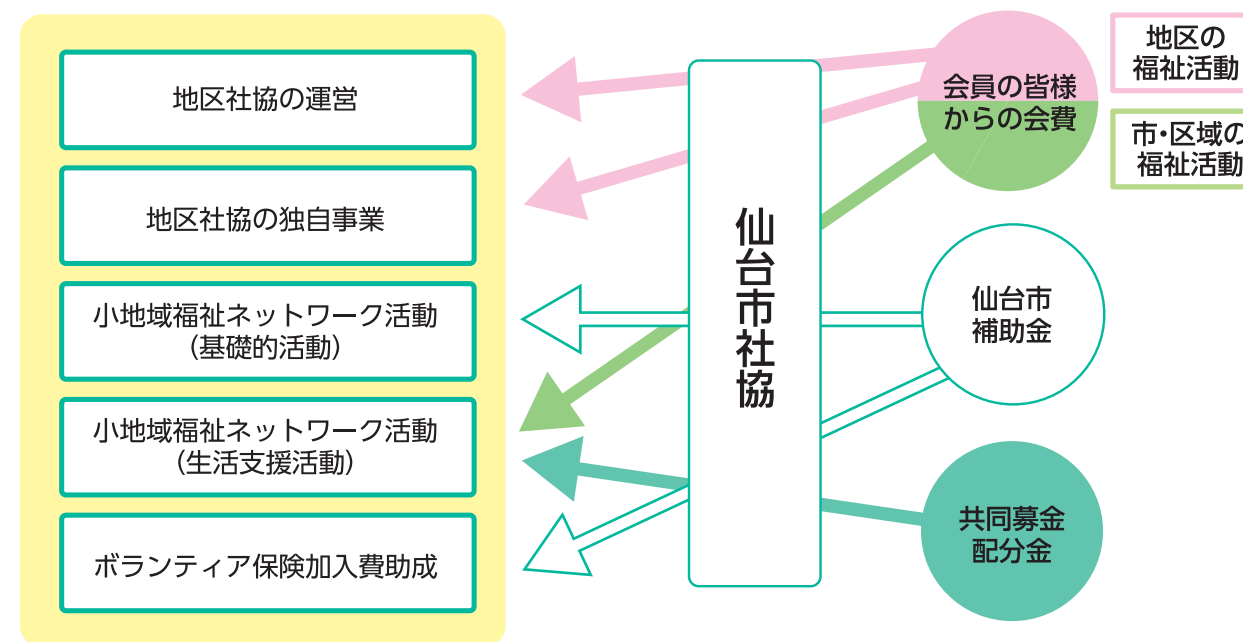 地区社協の運営
地区社協の独自事業
小地域福祉ネットワーク活動
（基礎的活動）
小地域福祉ネットワーク活動
（生活支援活動）
ボランティア保険加入費助成
仙台市社協
会員の皆様
からの会費
仙台市
補助金
共同募金
配分金
地区の
福祉活動
市・区域の
福祉活動